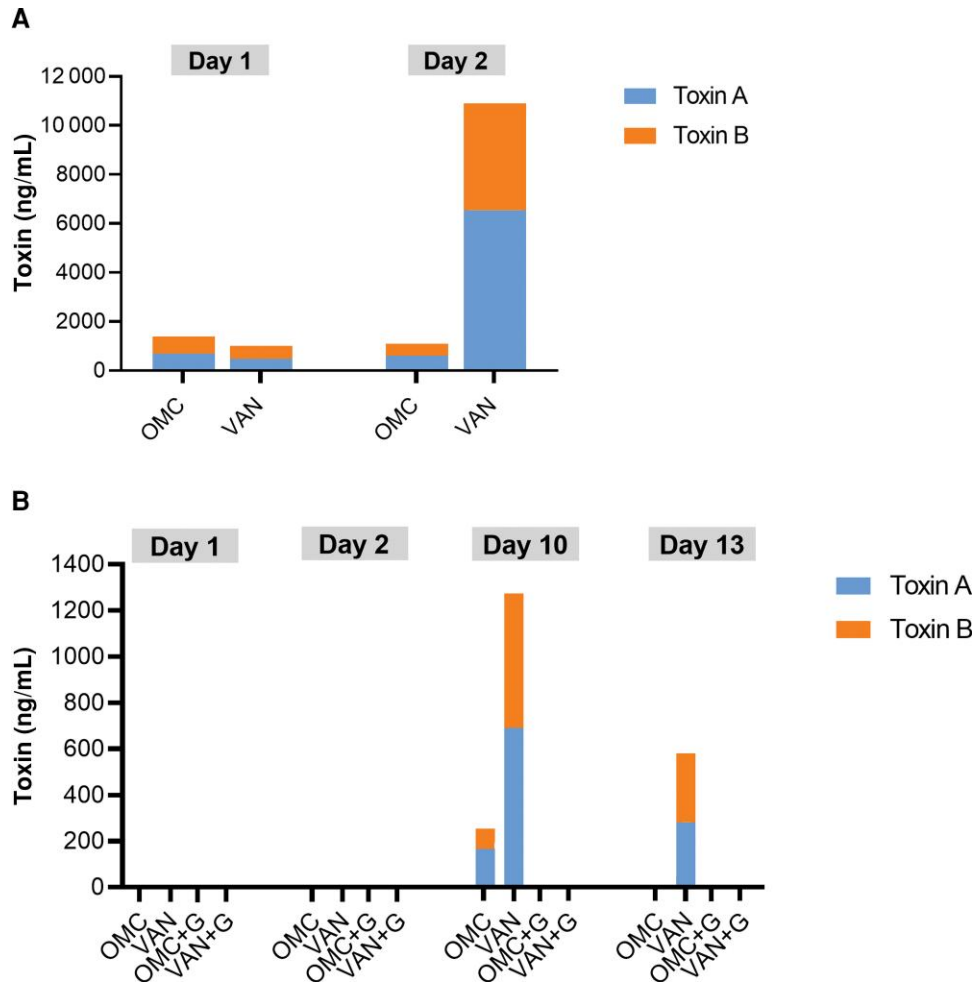 A
Day 1
Day 2
12 000
10 000
8000
6000
4000
2000
0
Toxin (ng/mL)
OMC
VAN
OMC
VAN
Toxin A
Toxin B
B
Day 1
Day 2
Day 10
Day 13
1400
1200
1000
800
600
400
200
0
Toxin (ng/mL)
OMC
VAN
OMC+G
VAN+G
OMC
VAN
OMC+G
VAN+G
OMC
VAN
OMC+G
VAN+G
OMC
VAN
OMC+G
VAN+G
Toxin A
Toxin B